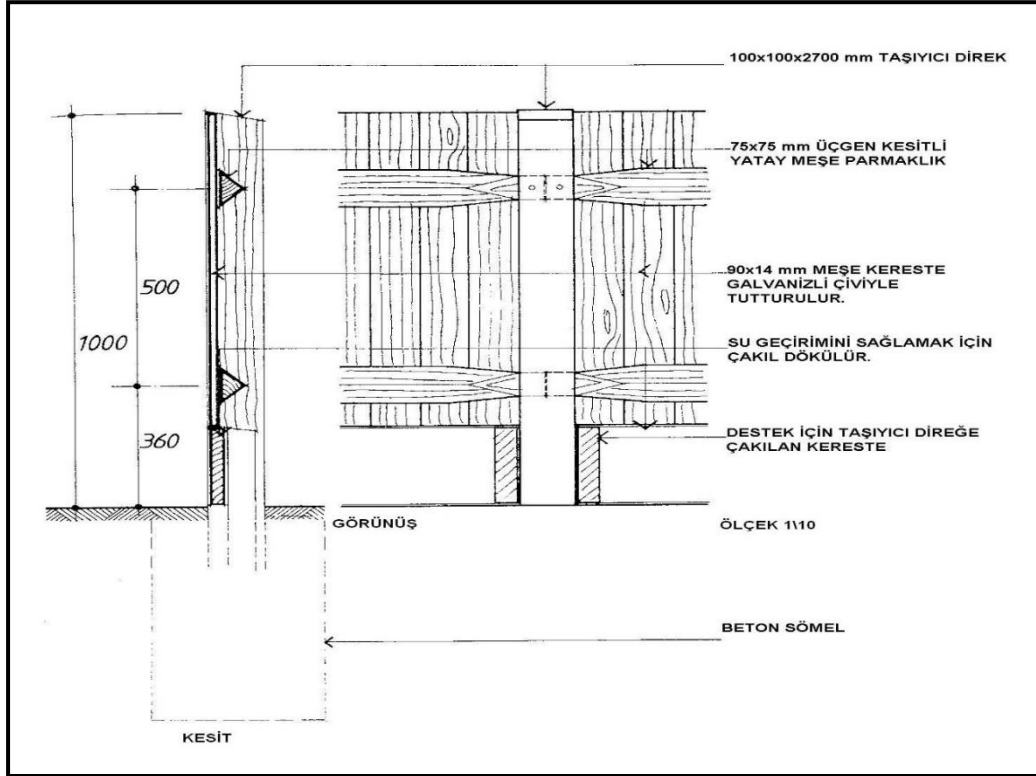 100x100x2700 mm TAŞIYICI DİREK
75x75 mm ÜÇGEN KESİTLİ
YATAY MEŞE PARMAKLIK
90x14 mm MEŞE KERESTE
GALVANİZLİ ÇİVİYLE
TUTTURULUR.
500
1000
SU GEÇİRİMİNİ SAĞLAMAK İÇİN
ÇAKIL DÖKÜLÜR.
360
DESTEK İÇİN TAŞIYICI DİREĞE
ÇAKILAN KERESTE
GÖRÜNÜŞ
ÖLÇEK 1\10
BETON SÖMEL
KESİT